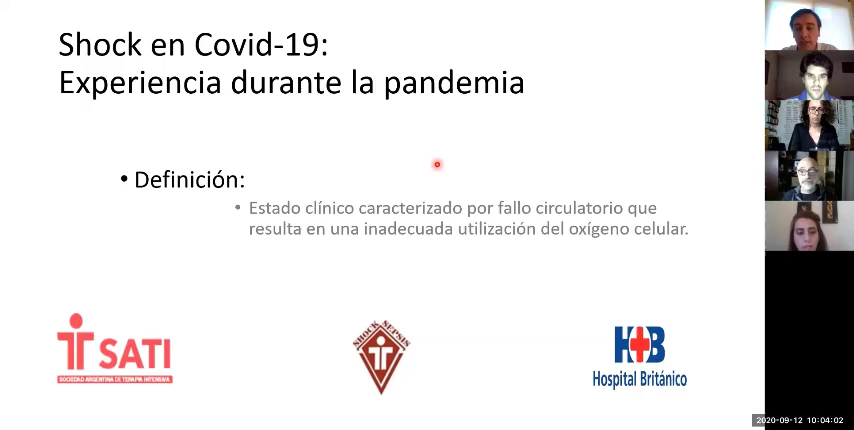 Shock en Covid-19:
Experiencia durante la pandemia
• Definición:
• Estado clínico caracterizado por fallo circulatorio que
resulta en una inadecuada utilización del oxígeno celular.
SATI
SOCIEDAD ARGENTINA DE TERAPIA INTENSIVA
SHOCK SEPSIS
HB
Hospital Británico
2020-09-12 10:04:02